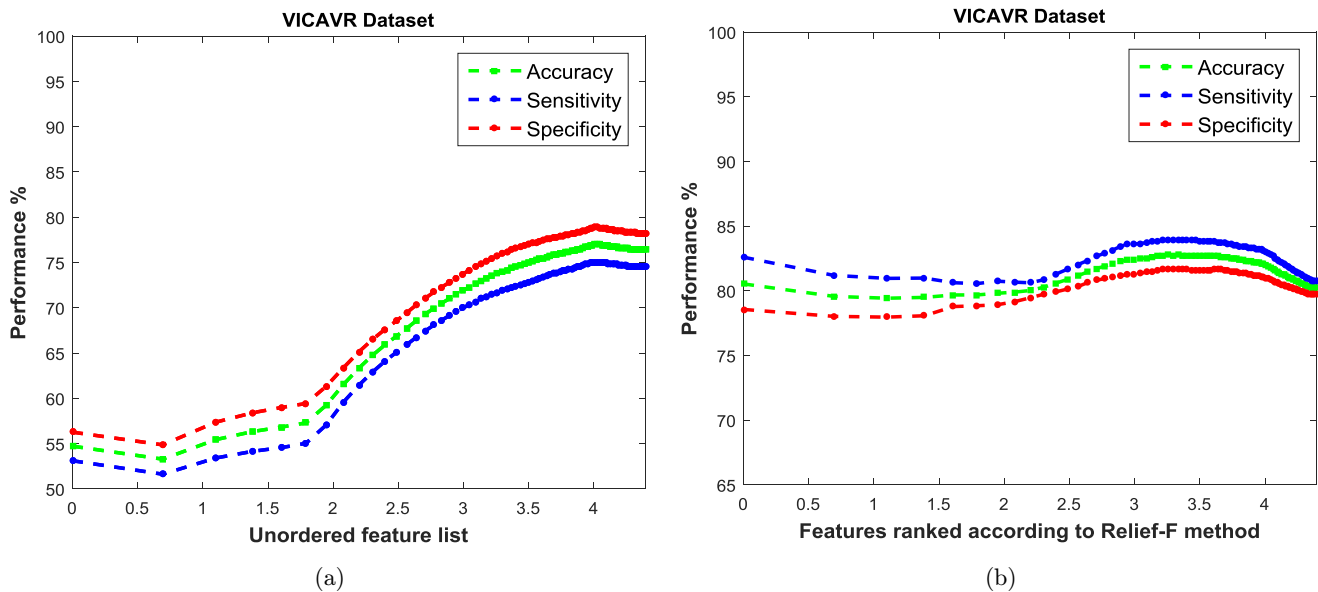 VICAVR Dataset
100
95
90
85
80
75
70
65
60
55
50
Accuracy
Sensitivity
Specificity
Performance %
0 0.5 1 1.5 2 2.5 3 3.5 4
Unordered feature list
(a)
VICAVR Dataset
100
95
90
85
80
75
70
65
Accuracy
Sensitivity
Specificity
Performance %
0 0.5 1 1.5 2 2.5 3 3.5 4
Features ranked according to Relief-F method
(b)